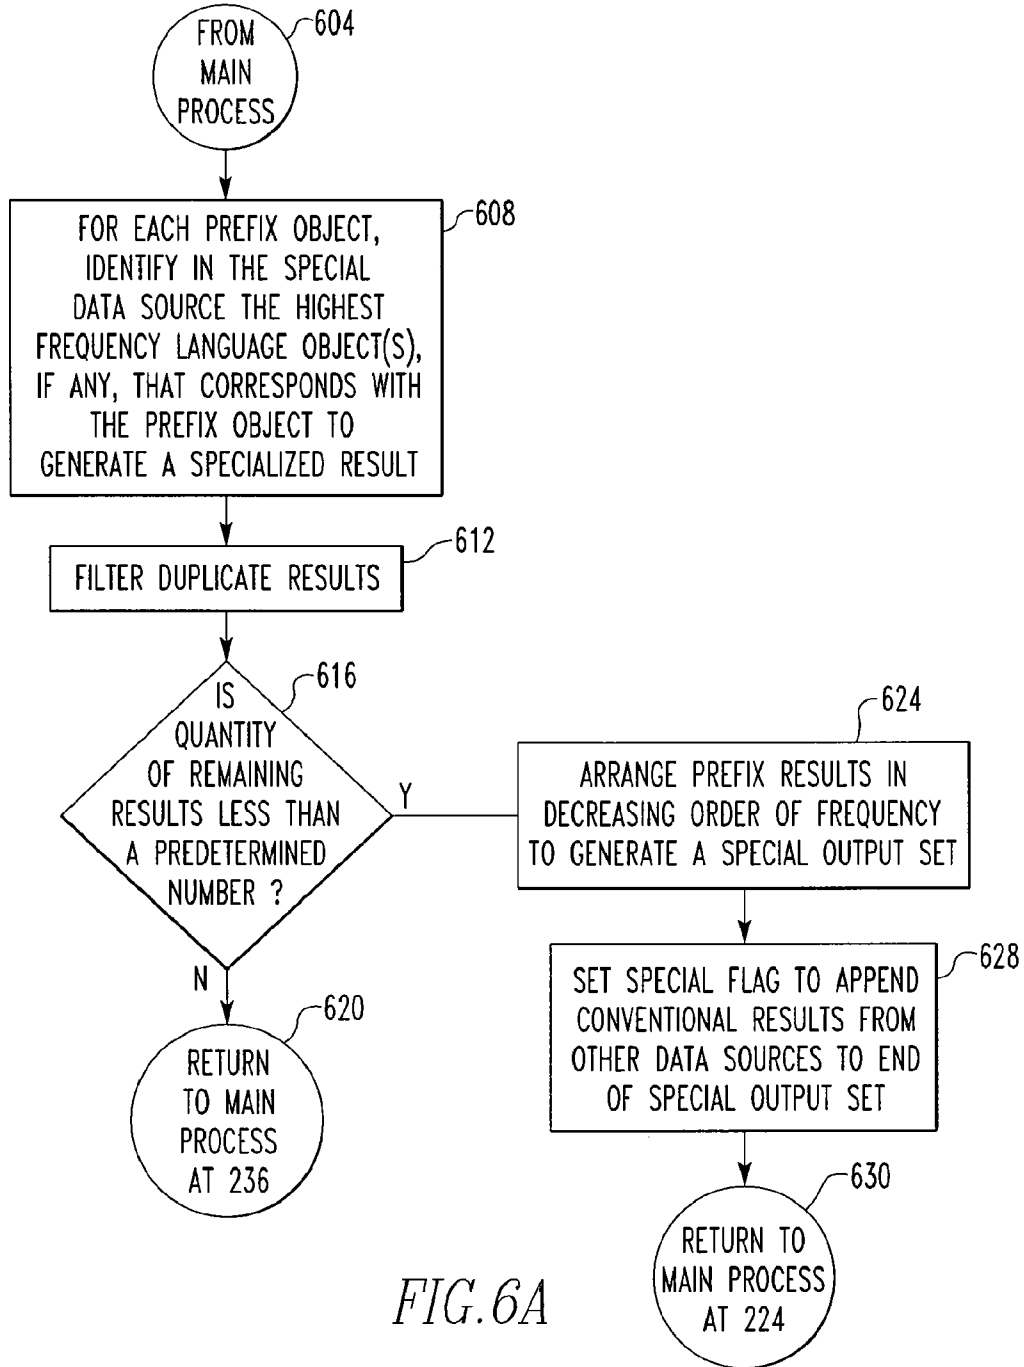 FROM
MAIN
PROCESS
604
FOR EACH PREFIX OBJECT,
IDENTIFY IN THE SPECIAL
DATA SOURCE THE HIGHEST
FREQUENCY LANGUAGE OBJECT(S),
IF ANY, THAT CORRESPONDS WITH
THE PREFIX OBJECT TO
GENERATE A SPECIALIZED RESULT
608
FILTER DUPLICATE RESULTS
612
IS
QUANTITY
OF REMAINING
RESULTS LESS THAN
A PREDETERMINED
NUMBER ?
616
Y
N
RETURN
TO MAIN
PROCESS
AT 236
620
ARRANGE PREFIX RESULTS IN
DECREASING ORDER OF FREQUENCY
TO GENERATE A SPECIAL OUTPUT SET
624
SET SPECIAL FLAG TO APPEND
CONVENTIONAL RESULTS FROM
OTHER DATA SOURCES TO END
OF SPECIAL OUTPUT SET
628
RETURN TO
MAIN PROCESS
AT 224
630
FIG.6A